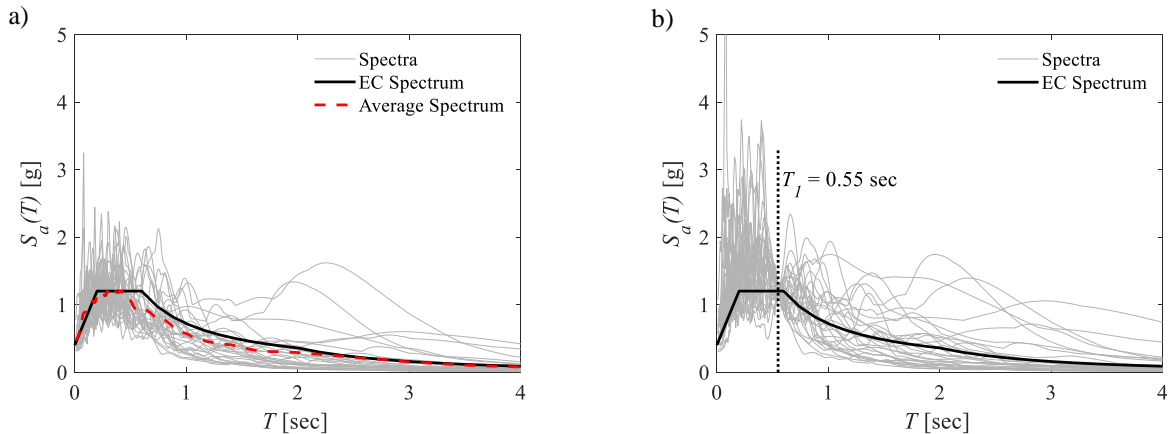 a)
5
4
3
2
1
0
S_a(T) [g]
Spectra
EC Spectrum
Average Spectrum
0 1 2 3 4
T [sec]
b)
5
4
3
2
1
0
S_a(T) [g]
Spectra
EC Spectrum
T_1 = 0.55 sec
0 1 2 3 4
T [sec]